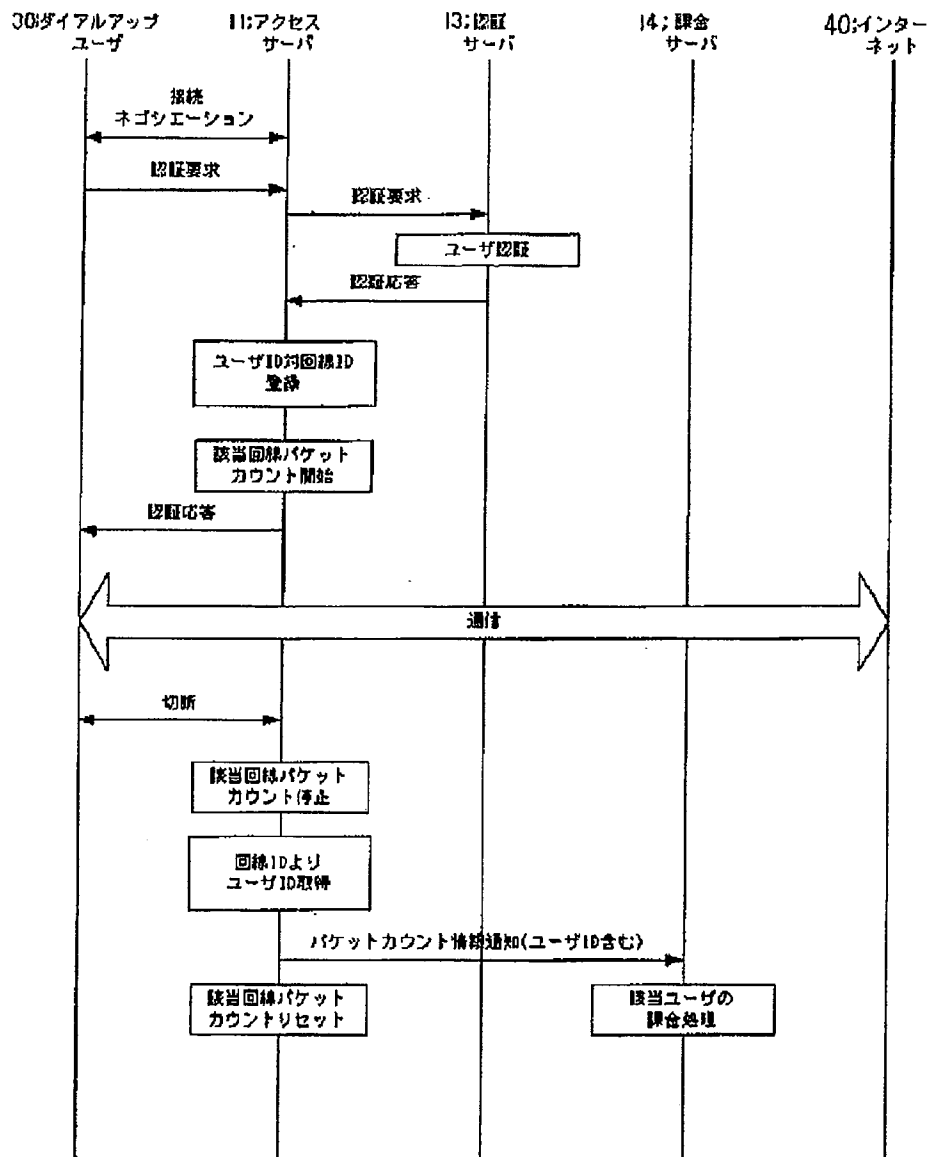 30;ダイアルアップ
ユーザ
11;アクセス
サーバ
13;認証
サーバ
14;課金
サーバ
40;インター
ネット
接続
ネゴシエーション
認証要求
認証要求
ユーザ認証
認証応答
ユーザID対回線ID
登録
該当回線パケット
カウント開始
認証応答
通信
切断
該当回線パケット
カウント停止
回線IDより
ユーザID取得
パケットカウント情報通知(ユーザID含む)
該当回線パケット
カウントリセット
該当ユーザの
課金処理